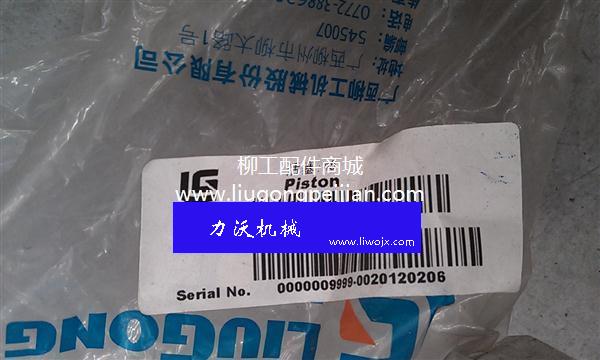 广西柳工机械股份有限公司
地址: 广西柳州市柳太路1号
邮编: 545007
电话: 0772-3886
LG
柳工配件商城
活塞
Piston
www.liugongpeijian.com
力沃机械
www.liwojx.com
Serial No. 0000009999-0020120206
LIUGONG